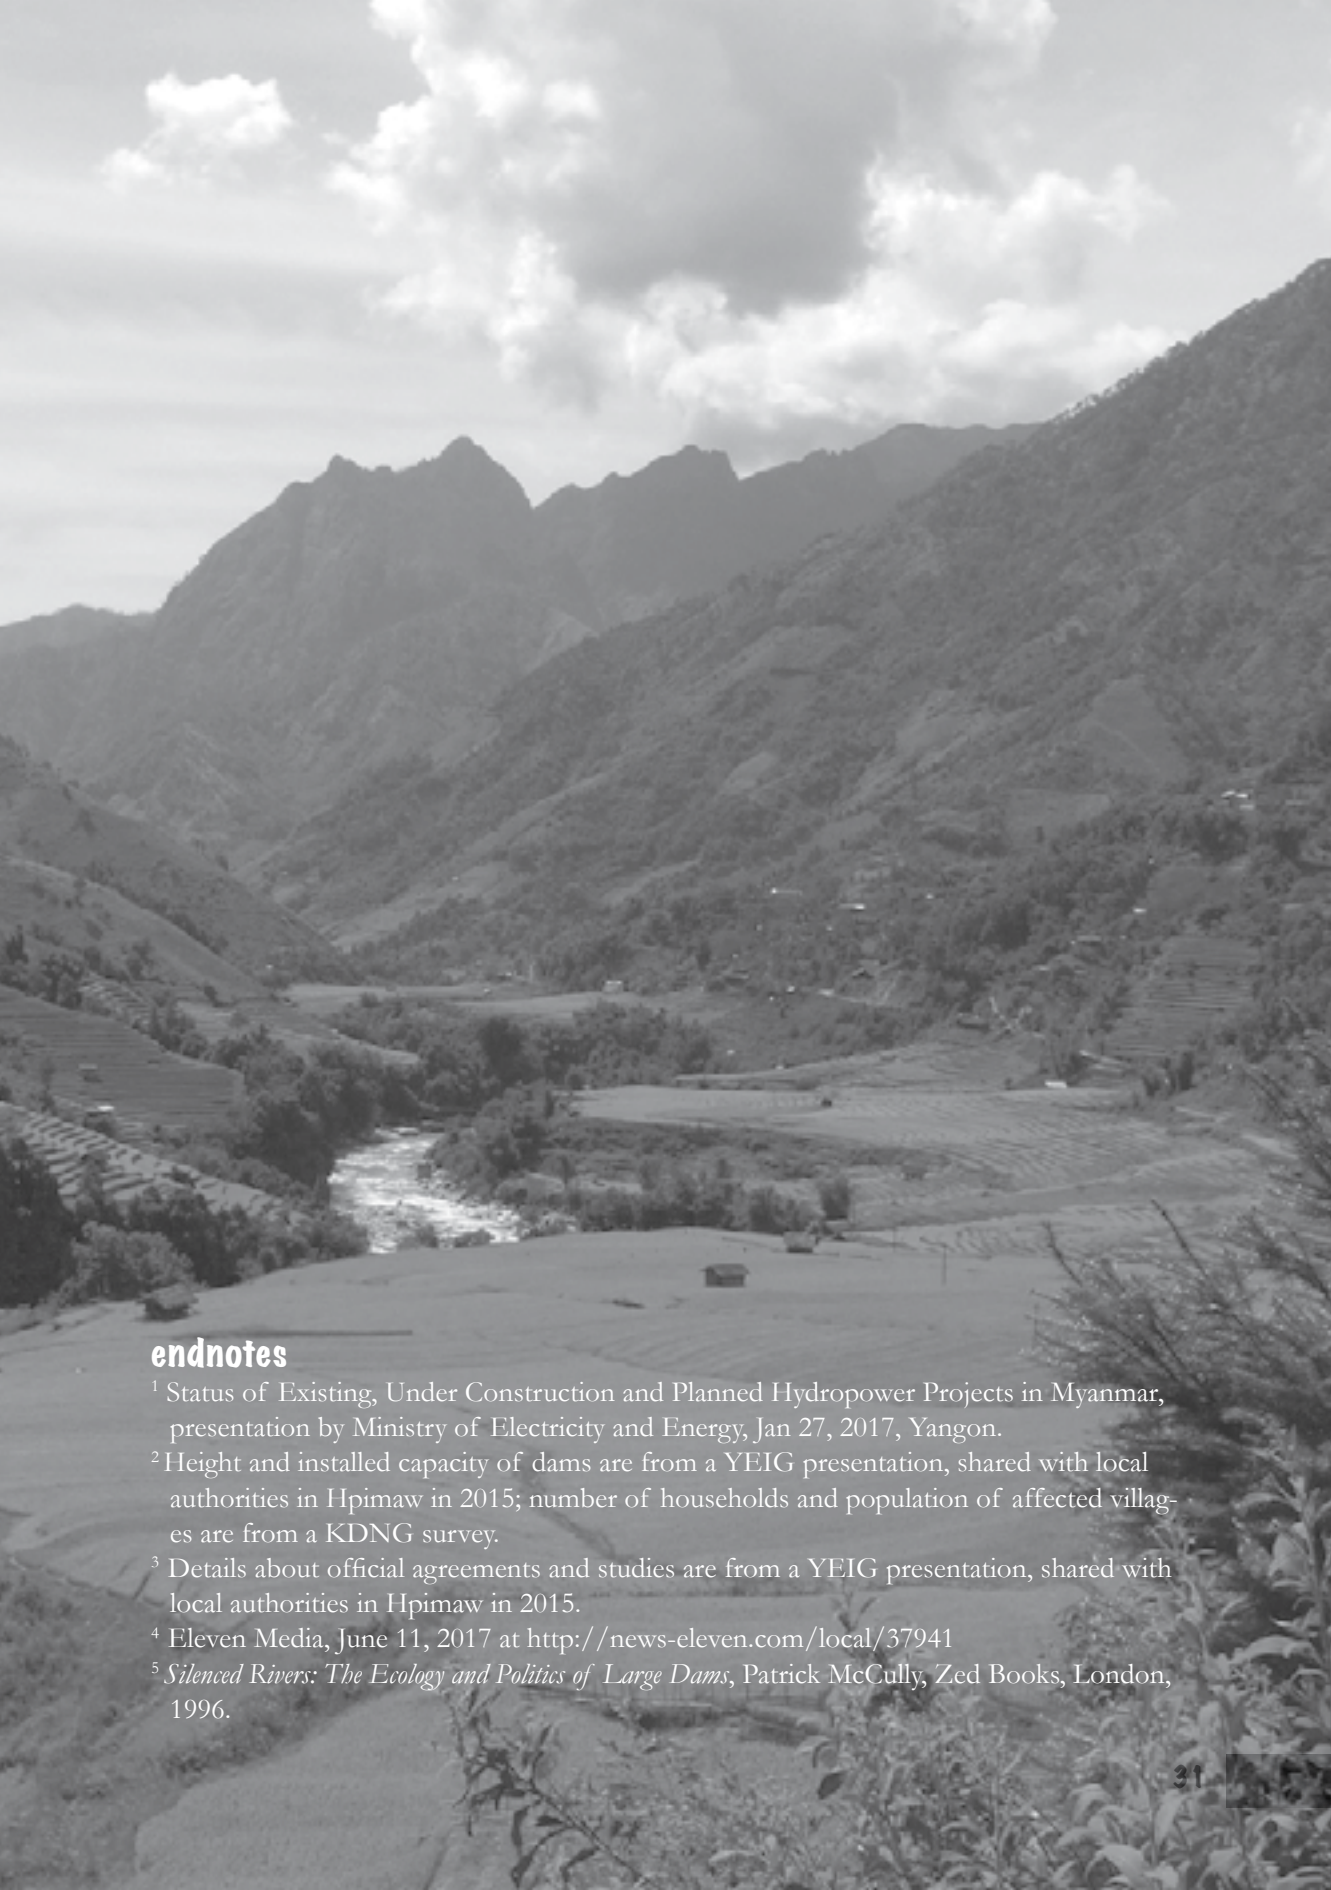 endnotes
1 Status of Existing, Under Construction and Planned Hydropower Projects in Myanmar,
presentation by Ministry of Electricity and Energy, Jan 27, 2017, Yangon.
2 Height and installed capacity of dams are from a YEIG presentation, shared with local
authorities in Hpimaw in 2015; number of households and population of affected villag-
es are from a KDNG survey.
3 Details about official agreements and studies are from a YEIG presentation, shared with
local authorities in Hpimaw in 2015.
4 Eleven Media, June 11, 2017 at http://news-eleven.com/local/37941
5 Silenced Rivers: The Ecology and Politics of Large Dams, Patrick McCully, Zed Books, London,
1996.
31